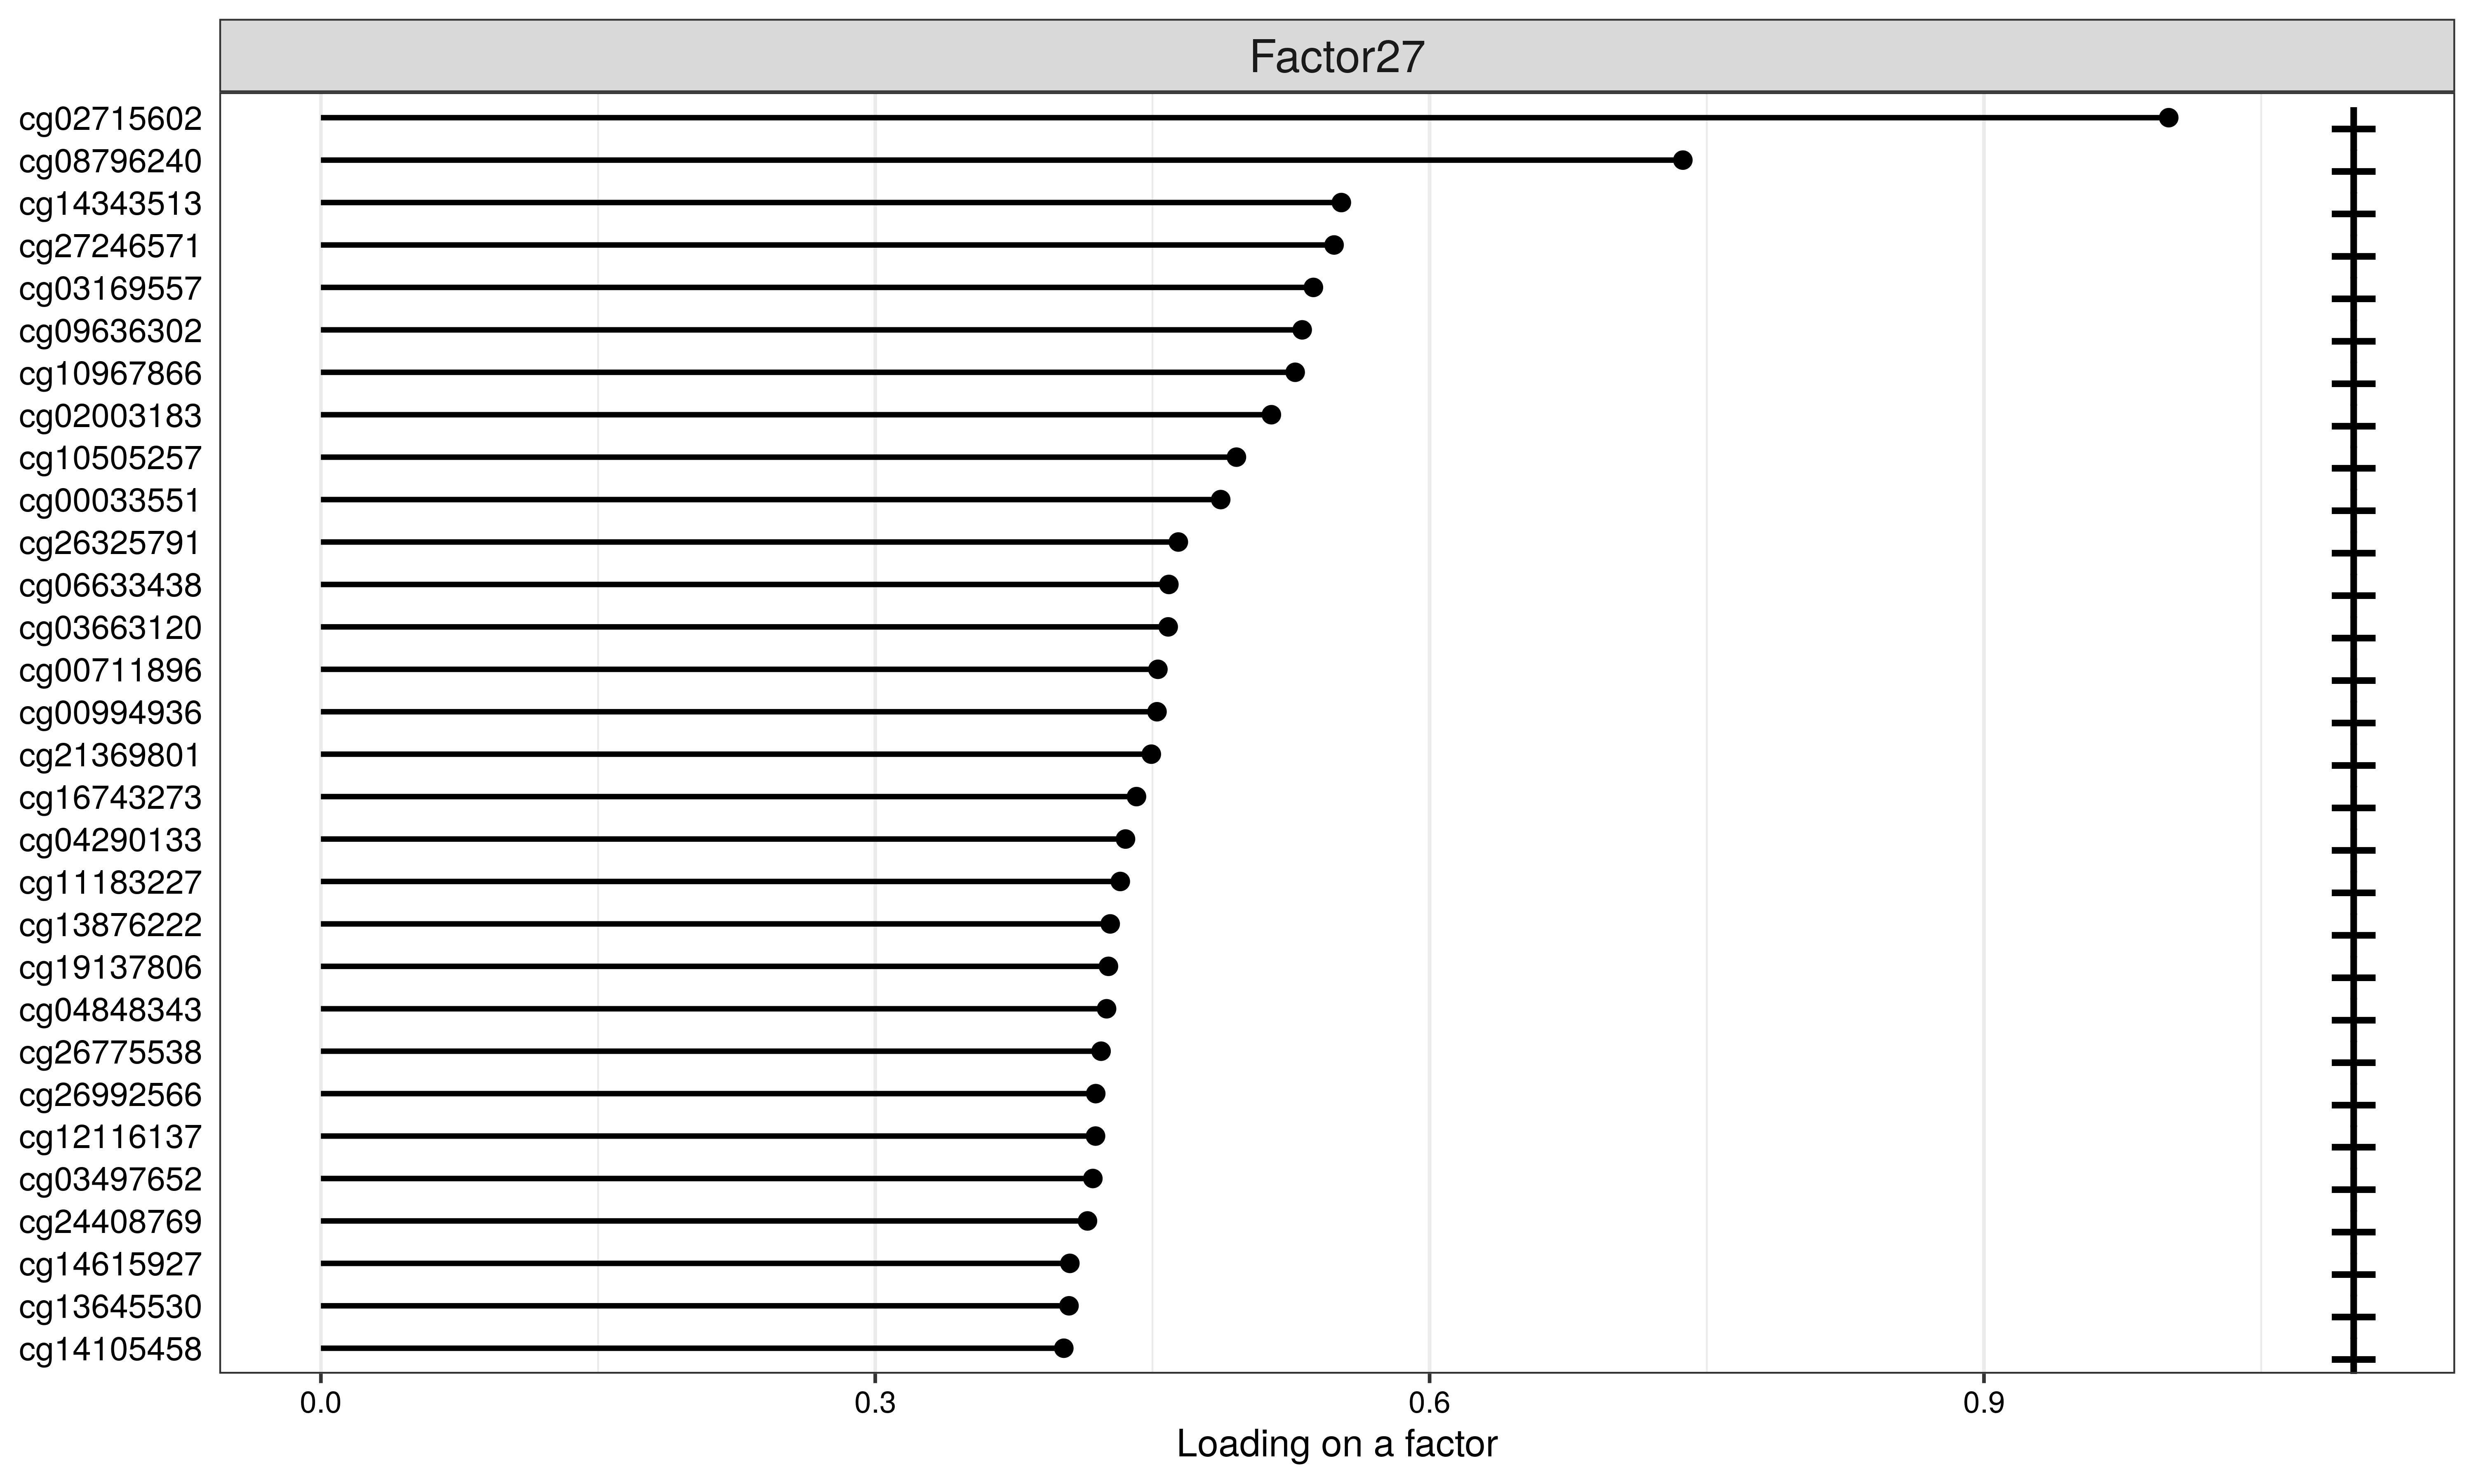 Factor27
cg02715602
cg08796240
cg14343513
cg27246571
cg03169557
cg09636302
cg10967866
cg02003183
cg10505257
cg00033551
cg26325791
cg06633438
cg03663120
cg00711896
cg00994936
cg21369801
cg16743273
cg04290133
cg11183227
cg13876222
cg19137806
cg04848343
cg26775538
cg26992566
cg12116137
cg03497652
cg24408769
cg14615927
cg13645530
cg14105458
0.0 0.3 0.6 0.9
Loading on a factor